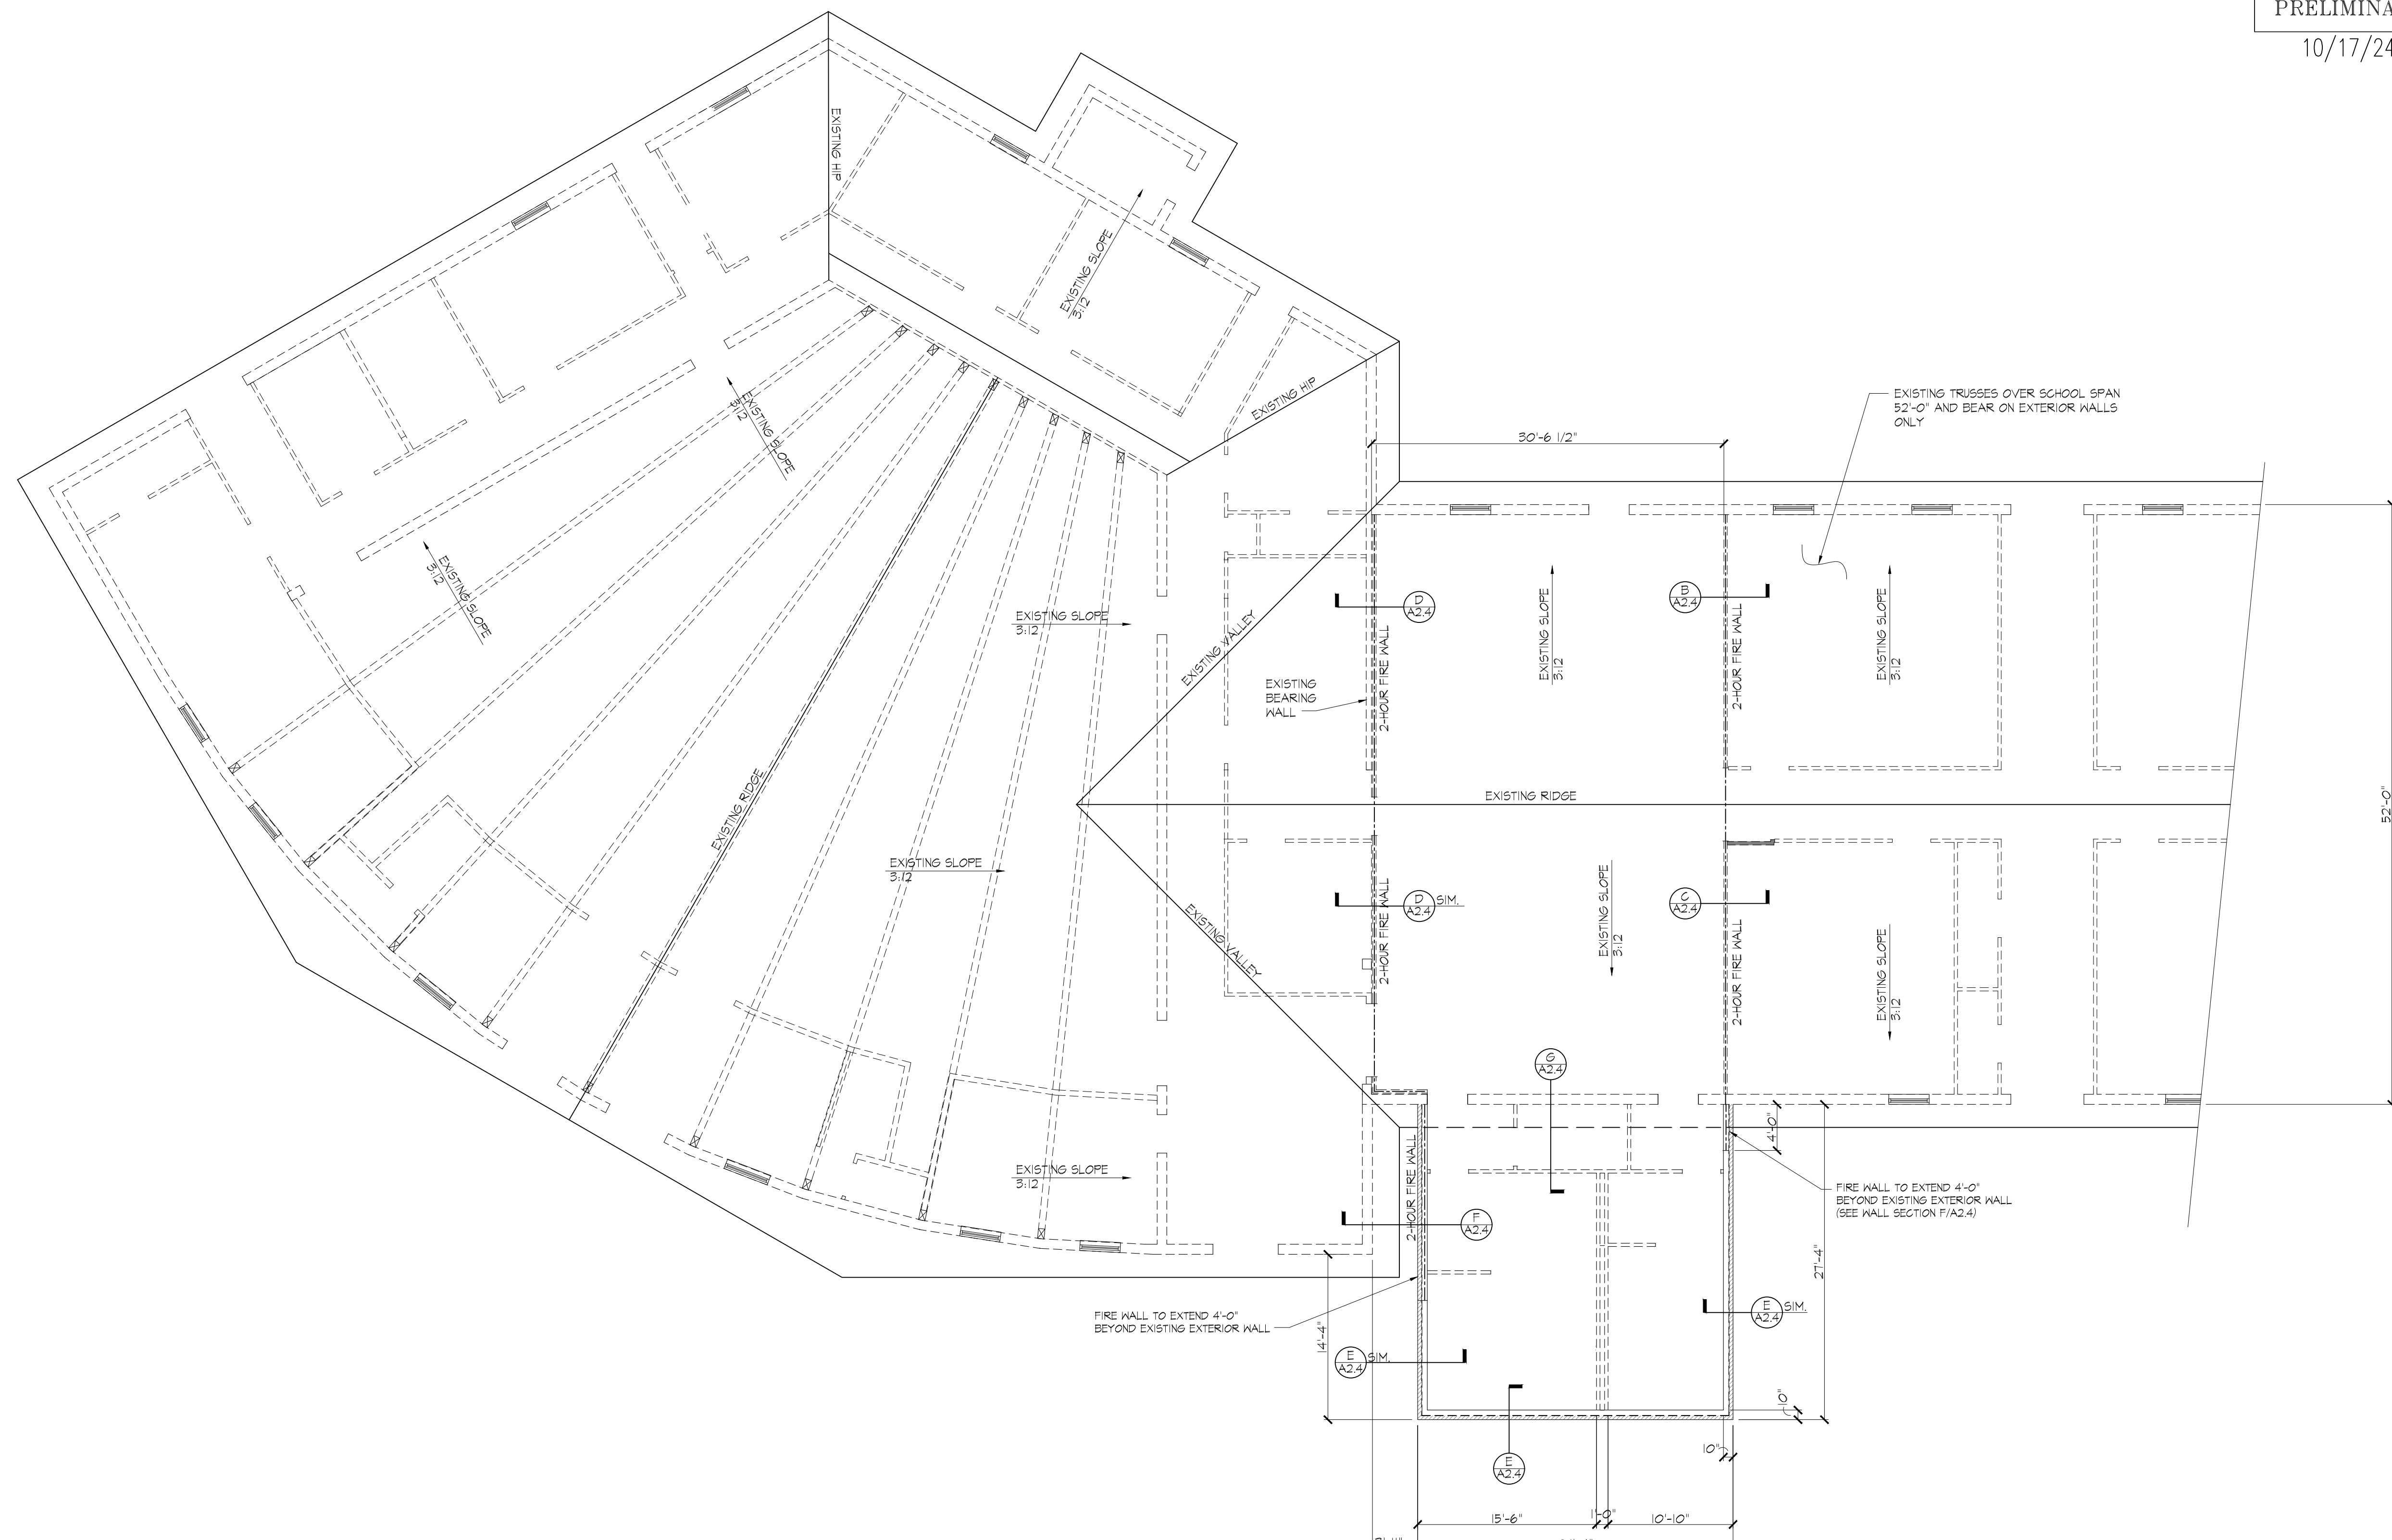 PRELIMINA
10/17/24
EXISTING HIP
EXISTING SLOPE
3:12
EXISTING HIP
EXISTING SLOPE
3:12
EXISTING TRUSSES OVER SCHOOL SPAN
52'-0" AND BEAR ON EXTERIOR WALLS
ONLY
30'-6 1/2"
EXISTING SLOPE
3:12
EXISTING SLOPE
3:12
D
A2.4
B
A2.4
EXISTING VALLEY
2-HOUR FIRE WALL
EXISTING SLOPE
3:12
2-HOUR FIRE WALL
EXISTING SLOPE
3:12
EXISTING
BEARING
WALL
EXISTING RIDGE
EXISTING RIDGE
52'-0"
EXISTING SLOPE
3:12
D
A2.4
SIM.
C
A2.4
EXISTING VALLEY
2-HOUR FIRE WALL
EXISTING SLOPE
3:12
2-HOUR FIRE WALL
EXISTING SLOPE
3:12
G
A2.4
4'-0"
EXISTING SLOPE
3:12
2-HOUR FIRE WALL
FIRE WALL TO EXTEND 4'-0"
BEYOND EXISTING EXTERIOR WALL
(SEE WALL SECTION F/A2.4)
F
A2.4
27'-4"
FIRE WALL TO EXTEND 4'-0"
BEYOND EXISTING EXTERIOR WALL
14'-4"
E
A2.4
SIM.
E
A2.4
SIM.
10"
10"
E
A2.4
15'-6"
1'-0"
10'-10"